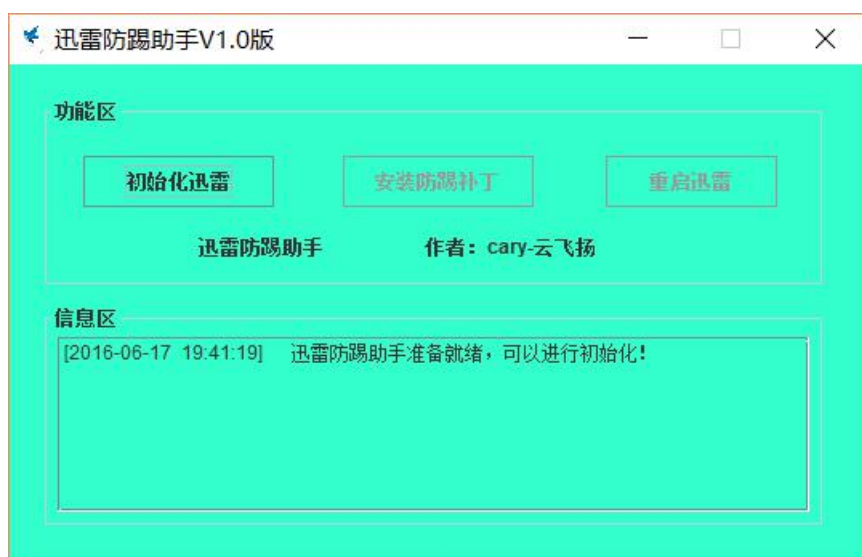 迅雷防踢助手V1.0版
功能区
初始化迅雷 安装防踢补丁 重启迅雷
迅雷防踢助手 作者：cary-云飞扬
信息区
[2016-06-17 19:41:19] 迅雷防踢助手准备就绪，可以进行初始化！